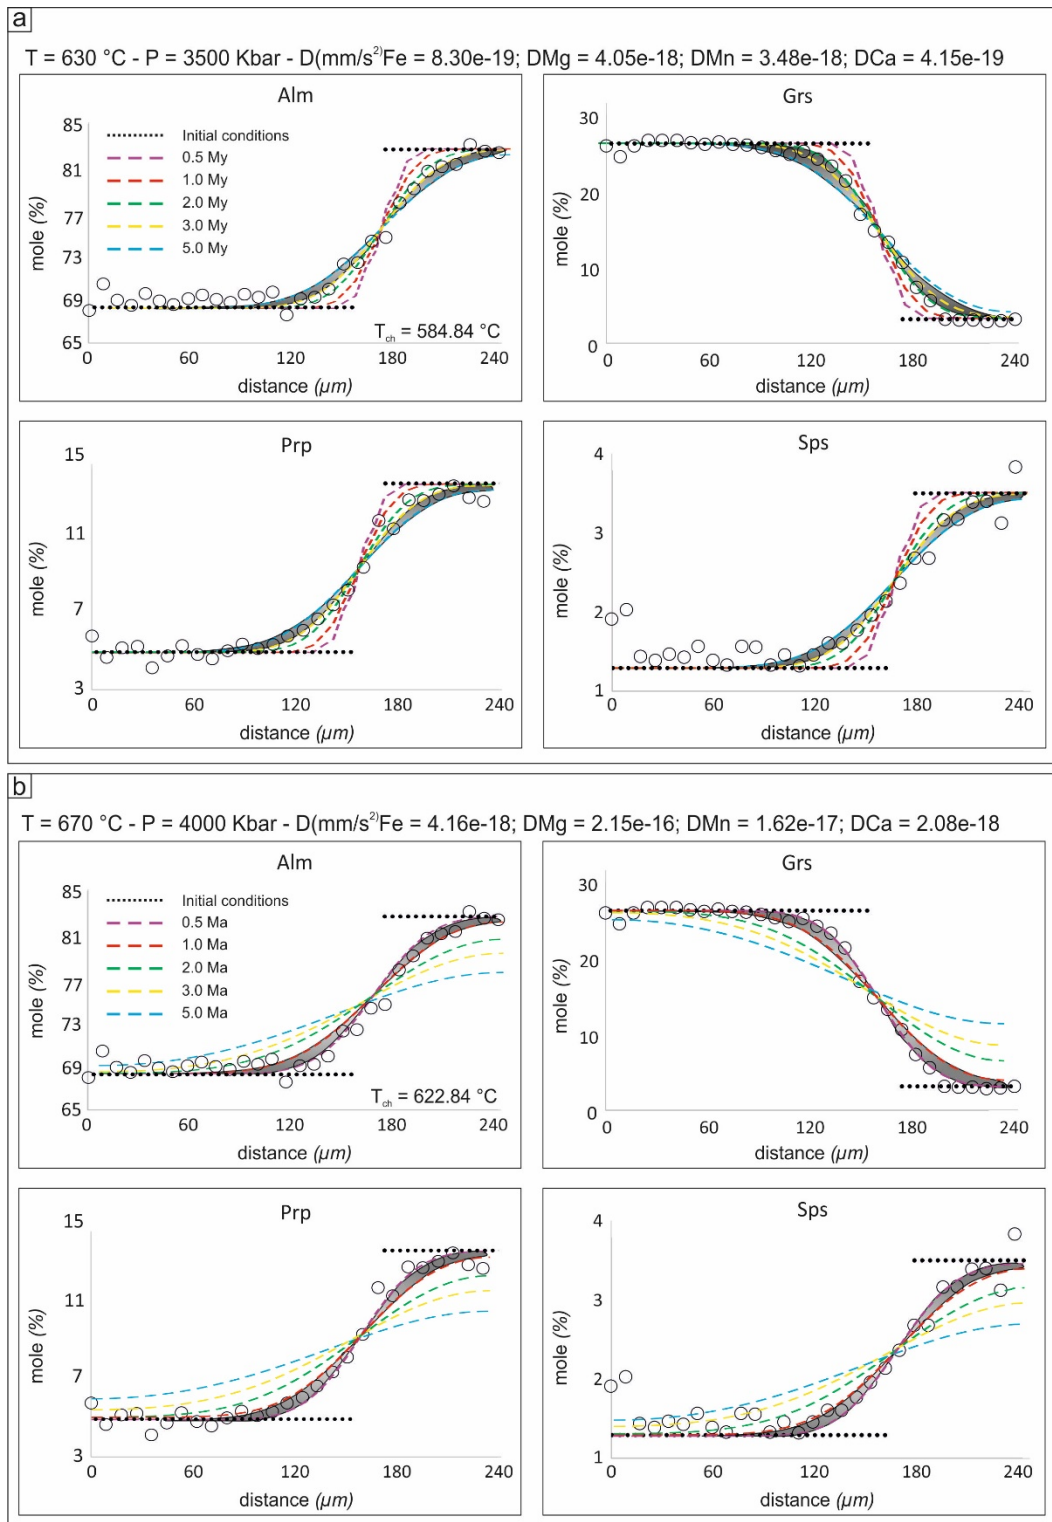 a
T = 630 °C - P = 3500 Kbar - D(mm/s²⁾Fe = 8.30e-19; DMg = 4.05e-18; DMn = 3.48e-18; DCa = 4.15e-19
Alm
85
81
77
73
69
65
mole (%)
Initial conditions
0.5 My
1.0 My
2.0 My
3.0 My
5.0 My
Tch = 584.84 °C
0 60 120 180 240
distance (µm)
Grs
30
20
10
0
mole (%)
0 60 120 180 240
distance (µm)
Prp
15
11
7
3
mole (%)
0 60 120 180 240
distance (µm)
Sps
4
3
2
1
mole (%)
0 60 120 180 240
distance (µm)
b
T = 670 °C - P = 4000 Kbar - D(mm/s²⁾Fe = 4.16e-18; DMg = 2.15e-16; DMn = 1.62e-17; DCa = 2.08e-18
Alm
85
81
77
73
69
65
mole (%)
Initial conditions
0.5 Ma
1.0 Ma
2.0 Ma
3.0 Ma
5.0 Ma
Tch = 622.84 °C
0 60 120 180 240
distance (µm)
Grs
30
20
10
0
mole (%)
0 60 120 180 240
distance (µm)
Prp
15
11
7
3
mole (%)
0 60 120 180 240
distance (µm)
Sps
4
3
2
1
mole (%)
0 60 120 180 240
distance (µm)